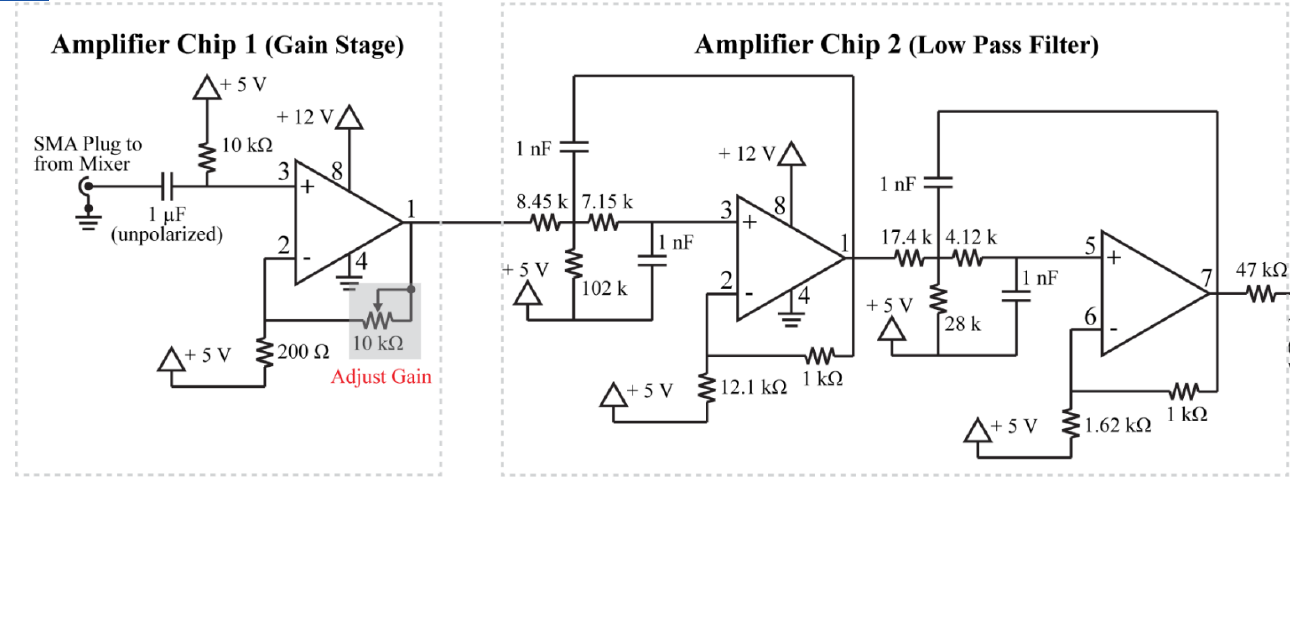 Amplifier Chip 1 (Gain Stage)
+ 5 V
+ 12 V
SMA Plug to
from Mixer
10 kΩ
3
8
+
1
1 μF
(unpolarized)
2
-
4
+ 5 V
200 Ω
10 kΩ
Adjust Gain
Amplifier Chip 2 (Low Pass Filter)
1 nF
+ 12 V
8.45 k
7.15 k
3
8
+
1 nF
1
+ 5 V
102 k
2
-
4
+ 5 V
12.1 kΩ
1 kΩ
1 nF
17.4 k
4.12 k
5
+
1 nF
7
47 kΩ
+ 5 V
28 k
6
-
+ 5 V
1.62 kΩ
1 kΩ